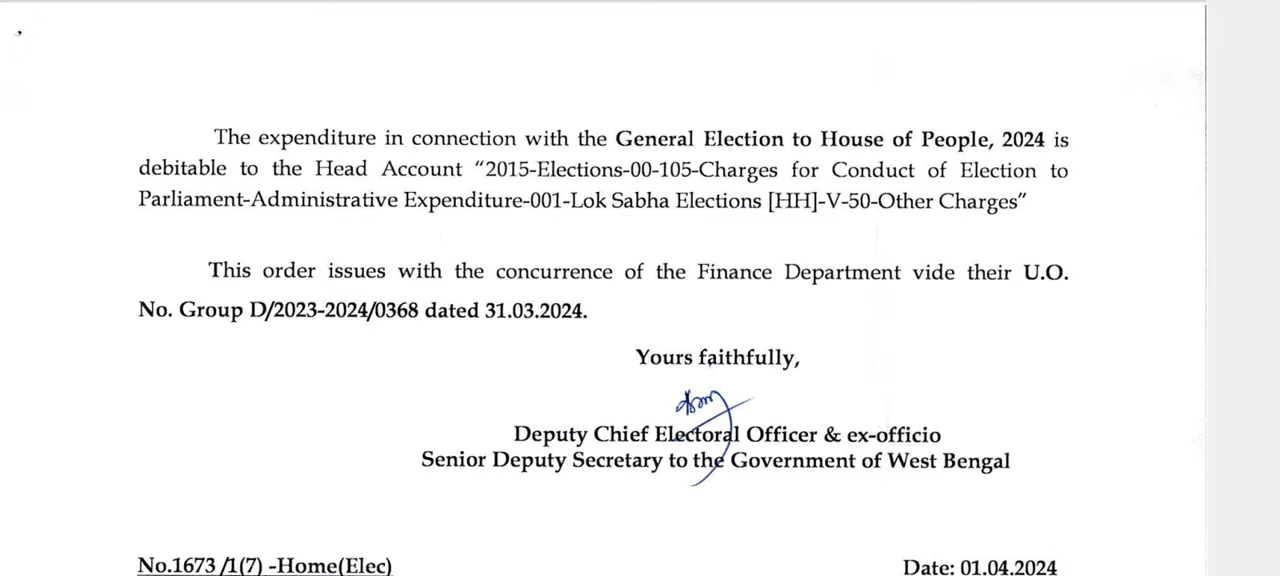 The expenditure in connection with the General Election to House of People, 2024 is
debitable to the Head Account “2015-Elections-00-105-Charges for Conduct of Election to
Parliament-Administrative Expenditure-001-Lok Sabha Elections [HH]-V-50-Other Charges”
This order issues with the concurrence of the Finance Department vide their U.O.
No. Group D/2023-2024/0368 dated 31.03.2024.
Yours faithfully,
Deputy Chief Electoral Officer & ex-officio
Senior Deputy Secretary to the Government of West Bengal
No.1673 /1(7) -Home(Elec)
Date: 01.04.2024